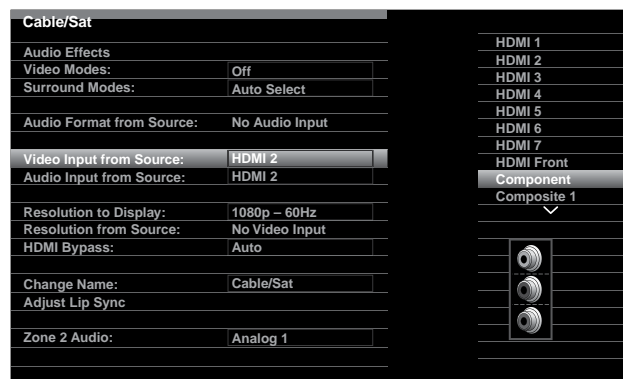 Cable/Sat
Audio Effects
Video Modes: Off
Surround Modes: Auto Select
Audio Format from Source: No Audio Input
Video Input from Source: HDMI 2
Audio Input from Source: HDMI 2
Resolution to Display: 1080p – 60Hz
Resolution from Source: No Video Input
HDMI Bypass: Auto
Change Name: Cable/Sat
Adjust Lip Sync
Zone 2 Audio: Analog 1
HDMI 1
HDMI 2
HDMI 3
HDMI 4
HDMI 5
HDMI 6
HDMI 7
HDMI Front
Component
Composite 1